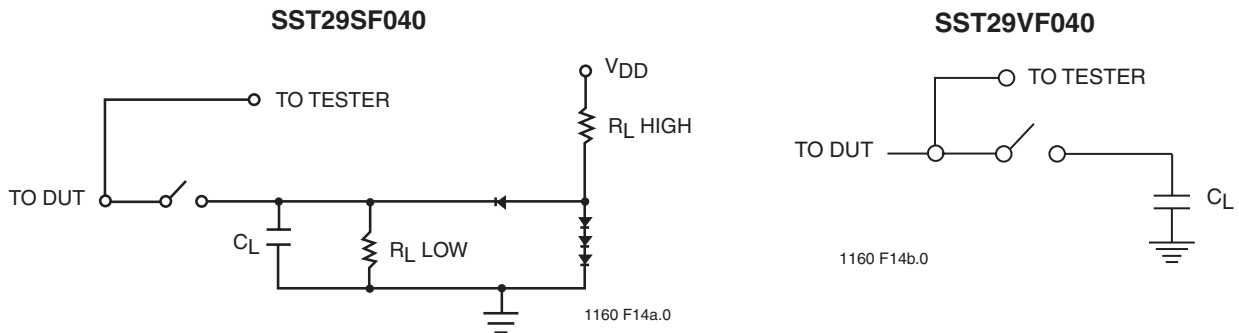 SST29SF040
VDD
TO TESTER
RL HIGH
TO DUT
CL
RL LOW
1160 F14a.0
SST29VF040
TO TESTER
TO DUT
CL
1160 F14b.0